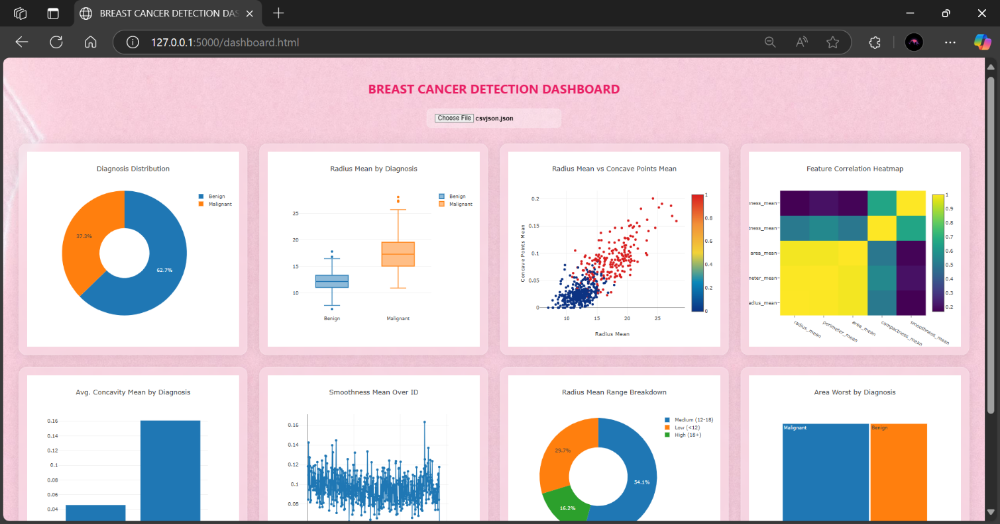 BREAST CANCER DETECTION DAS
127.0.0.1:5000/dashboard.html
BREAST CANCER DETECTION DASHBOARD
Choose File csvjson.json
Diagnosis Distribution
Benign
Malignant
37.3%
62.7%
Radius Mean by Diagnosis
Benign
Malignant
25
20
15
10
Benign Malignant
Radius Mean vs Concave Points Mean
Concave Points Mean
0.2
0.15
0.1
0.05
0
10 15 20 25
Radius Mean
1
0.8
0.6
0.4
0.2
0
Feature Correlation Heatmap
hness_mean
tness_mean
area_mean
neter_mean
adius_mean
radius_mean perimeter_mean area_mean compactness_mean smoothness_mean
1
0.9
0.8
0.7
0.6
0.5
0.4
0.3
0.2
Avg. Concavity Mean by Diagnosis
0.16
0.14
0.12
0.1
0.08
0.06
0.04
Smoothness Mean Over ID
0.16
0.14
0.12
0.1
0.08
Radius Mean Range Breakdown
Medium (12-18)
Low (<12)
High (18+)
29.7%
54.1%
16.2%
Area Worst by Diagnosis
Malignant Benign